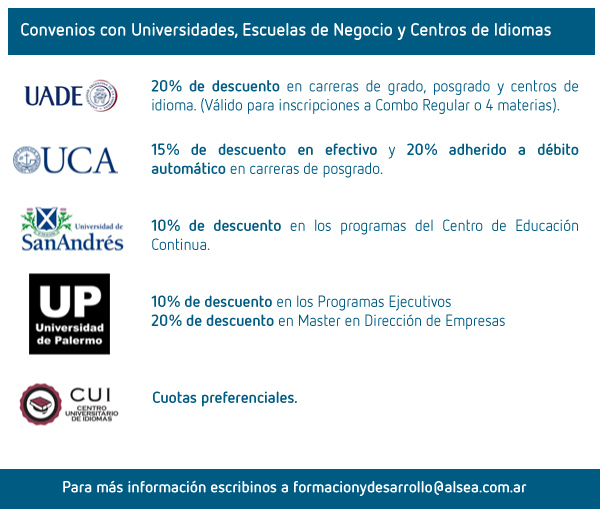 Convenios con Universidades, Escuelas de Negocio y Centros de Idiomas
UADE
20% de descuento en carreras de grado, posgrado y centros de
idioma. (Válido para inscripciones a Combo Regular o 4 materias).
UCA
15% de descuento en efectivo y 20% adherido a débito
automático en carreras de posgrado.
Universidad de
SanAndrés
10% de descuento en los programas del Centro de Educación
Continua.
UP
Universidad
de Palermo
10% de descuento en los Programas Ejecutivos
20% de descuento en Master en Dirección de Empresas
CUI
CENTRO
UNIVERSITARIO
DE IDIOMAS
Cuotas preferenciales.
Para más información escribinos a formacionydesarrollo@alsea.com.ar